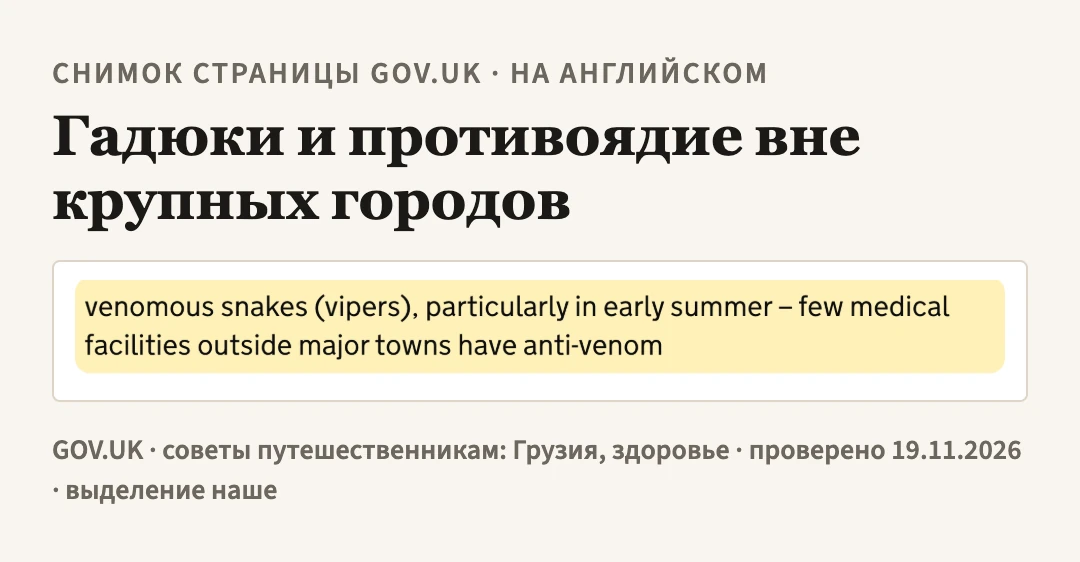 СНИМОК СТРАНИЦЫ GOV.UK · НА АНГЛИЙСКОМ
Гадюки и противоядие вне
крупных городов
venomous snakes (vipers), particularly in early summer – few medical
facilities outside major towns have anti-venom
GOV.UK · советы путешественникам: Грузия, здоровье · проверено 19.11.2026
· выделение наше